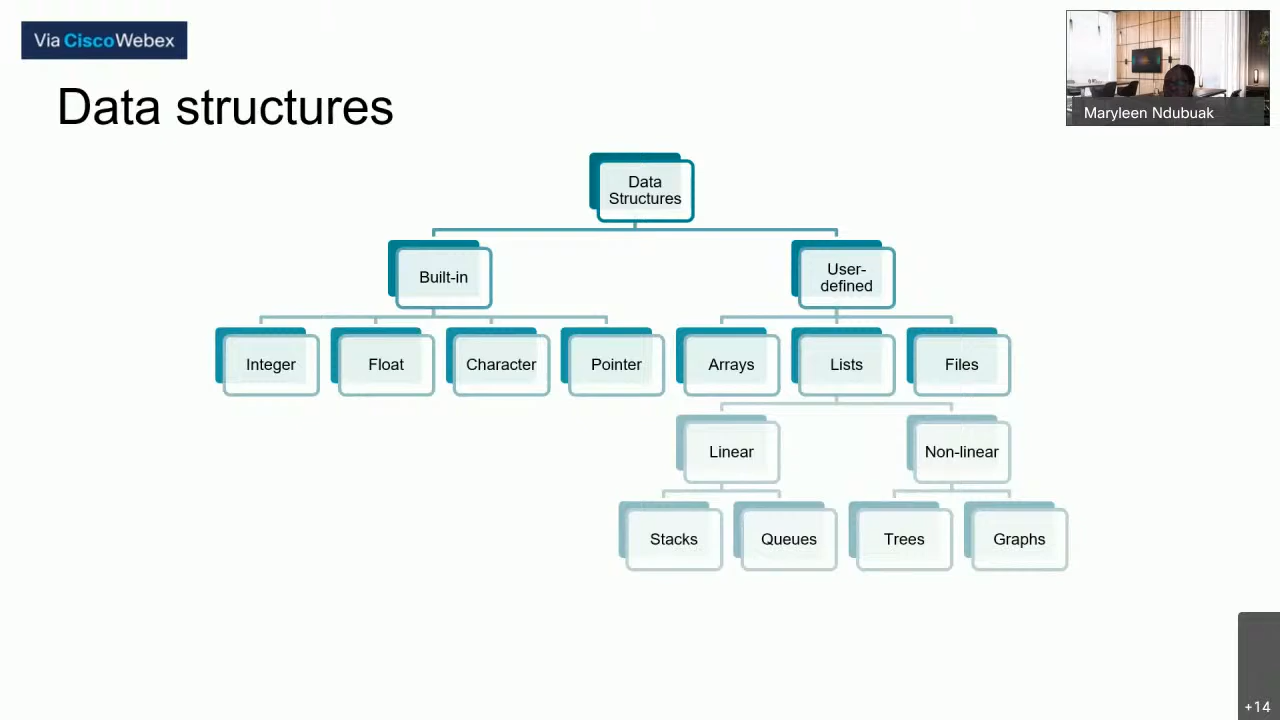 Via CiscoWebex
Maryleen Ndubuak
Data structures
Data
Structures
Built-in
User-
defined
Integer
Float
Character
Pointer
Arrays
Lists
Files
Linear
Non-linear
Stacks
Queues
Trees
Graphs
+14